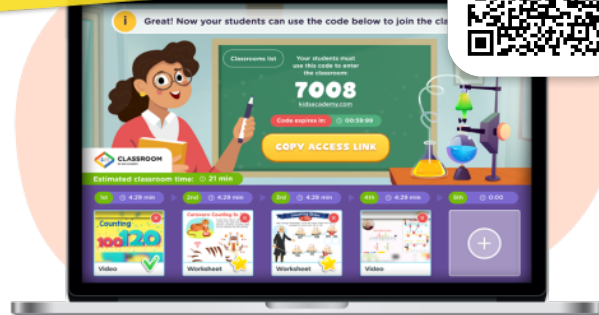 i Great! Now your students can use the code below to join the cla
Classrooms list
Your students must
use this code to enter
the classroom
7008
kidsacademy.com
Code expires in: 00:59:99
COPY ACCESS LINK
CLASSROOM
Estimated classroom time: 21 min
1st 4:29 min 2nd 4:29 min 3rd 4:29 min 4th 4:29 min 5th 0:00
Counting
100 120
Video
Worksheet
Worksheet
Video